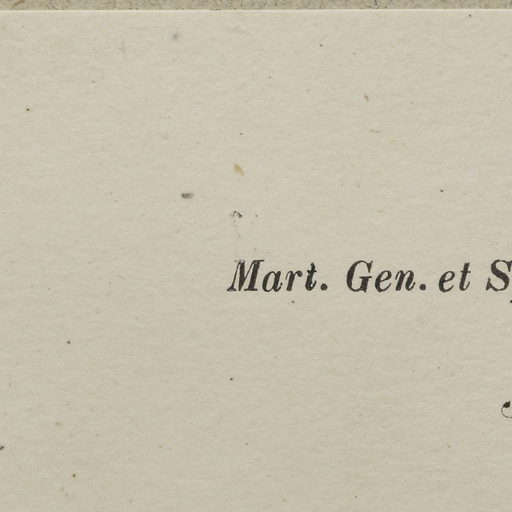 Mart. Gen. et S